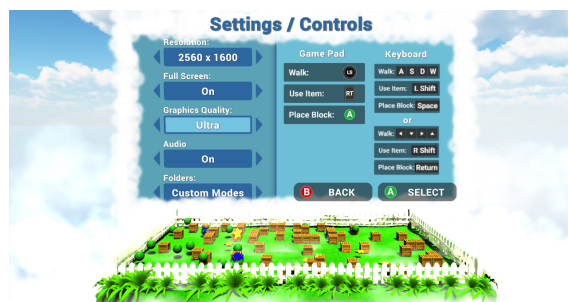 Settings / Controls
Resolution:
2560 x 1600
Full Screen:
On
Graphics Quality:
Ultra
Audio
On
Folders:
Custom Modes
Game Pad
Walk: LS
Use Item: RT
Place Block: A
Keyboard
Walk: A S D W
Use Item: L Shift
Place Block: Space
or
Walk:
Use Item: R Shift
Place Block: Return
B BACK
A SELECT